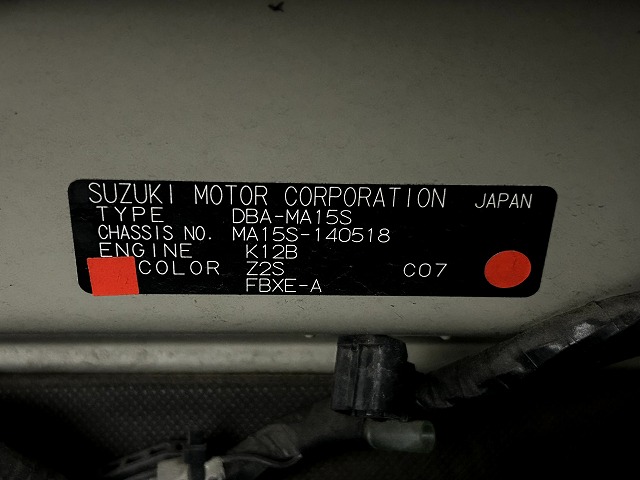 SUZUKI MOTOR CORPORATION JAPAN
TYPE DBA-MA15S
CHASSIS NO. MA15S-140518
ENGINE K12B
COLOR Z2S C07
FBXE-A